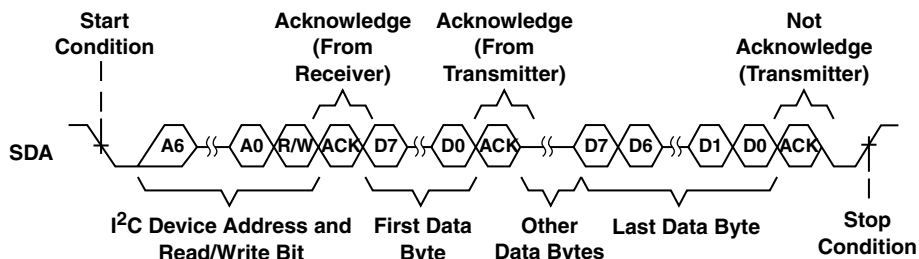 Start
Condition
Acknowledge
(From
Receiver)
Acknowledge
(From
Transmitter)
Not
Acknowledge
(Transmitter)
SDA
A6
A0
R/W
ACK
D7
D0
ACK
D7
D6
D1
D0
ACK
I²C Device Address and
Read/Write Bit
First Data
Byte
Other
Data Bytes
Last Data Byte
Stop
Condition